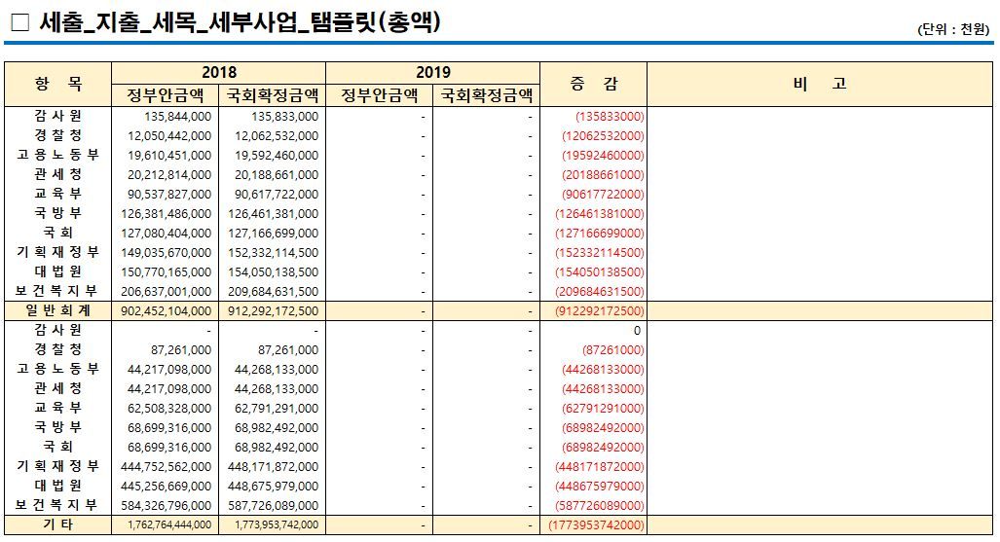 □ 세출_지출_세목_세부사업_탬플릿(총액)
(단위 : 천원)
항 목 2018 2019 증 감 비 고
정부안금액 국회확정금액 정부안금액 국회확정금액
감 사 원 135,844,000 135,833,000 - - (135833000)
경 찰 청 12,050,442,000 12,062,532,000 - - (12062532000)
고 용 노 동 부 19,610,451,000 19,592,460,000 - - (19592460000)
관 세 청 20,212,814,000 20,188,661,000 - - (20188661000)
교 육 부 90,537,827,000 90,617,722,000 - - (90617722000)
국 방 부 126,381,486,000 126,461,381,000 - - (126461381000)
국 회 127,080,404,000 127,166,699,000 - - (127166699000)
기 획 재 정 부 149,035,670,000 152,332,114,500 - - (152332114500)
대 법 원 150,770,165,000 154,050,138,500 - - (154050138500)
보 건 복 지 부 206,637,001,000 209,684,631,500 - - (209684631500)
일 반 회 계 902,452,104,000 912,292,172,500 - - (912292172500)
감 사 원 - - - - 0
경 찰 청 87,261,000 87,261,000 - - (87261000)
고 용 노 동 부 44,217,098,000 44,268,133,000 - - (44268133000)
관 세 청 44,217,098,000 44,268,133,000 - - (44268133000)
교 육 부 62,508,328,000 62,791,291,000 - - (62791291000)
국 방 부 68,699,316,000 68,982,492,000 - - (68982492000)
국 회 68,699,316,000 68,982,492,000 - - (68982492000)
기 획 재 정 부 444,752,562,000 448,171,872,000 - - (448171872000)
대 법 원 445,256,669,000 448,675,979,000 - - (448675979000)
보 건 복 지 부 584,326,796,000 587,726,089,000 - - (587726089000)
기 타 1,762,764,444,000 1,773,953,742,000 - - (1773953742000)